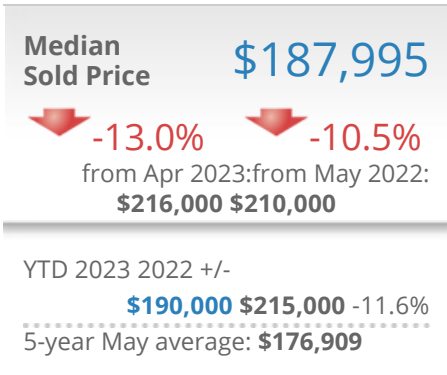 Median
Sold Price
$187,995
-13.0% -10.5%
from Apr 2023:from May 2022:
$216,000 $210,000
YTD 2023 2022 +/-
$190,000 $215,000 -11.6%
5-year May average: $176,909